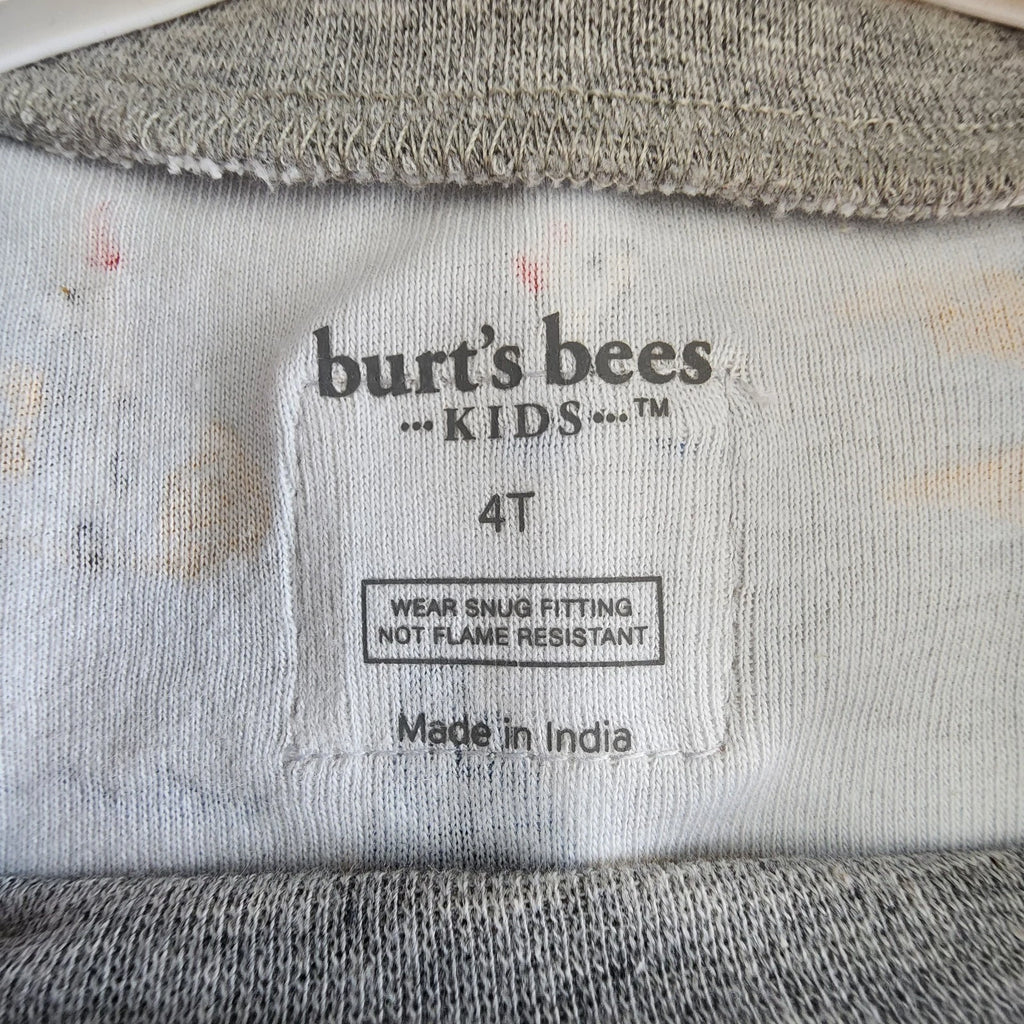 burt's bees
···KIDS···™
4T
WEAR SNUG FITTING
NOT FLAME RESISTANT
Made in India